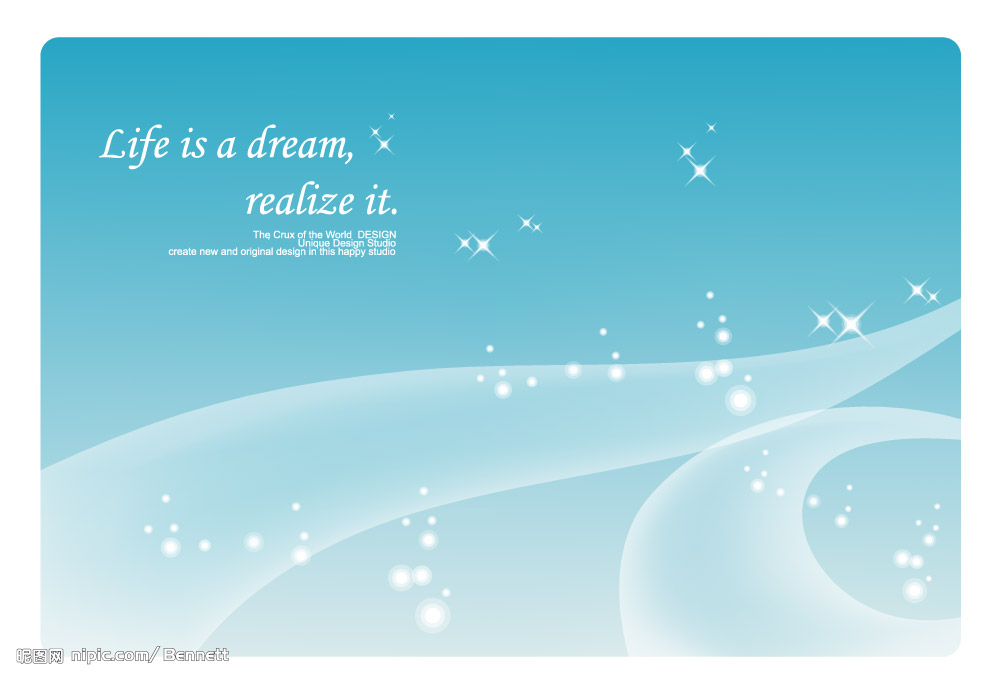 Life is a dream,
realize it.
The Crux of the World DESIGN
Unique Design Studio
create new and original design in this happy studio
昵图网 nipic.com/Bennett